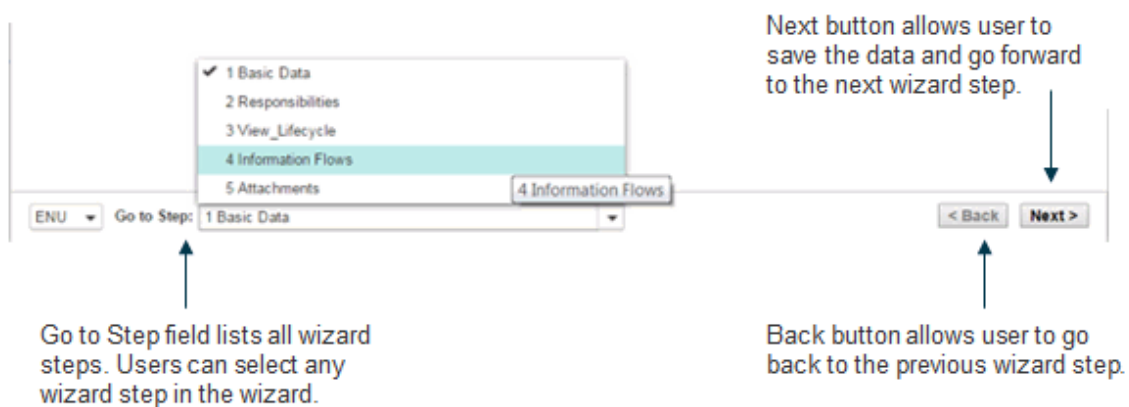 Next button allows user to
save the data and go forward
to the next wizard step.
✔ 1 Basic Data
2 Responsibilities
3 View_Lifecycle
4 Information Flows
5 Attachments
4 Information Flows
ENU Go to Step: 1 Basic Data < Back Next >
Go to Step field lists all wizard
steps. Users can select any
wizard step in the wizard.
Back button allows user to go
back to the previous wizard step.